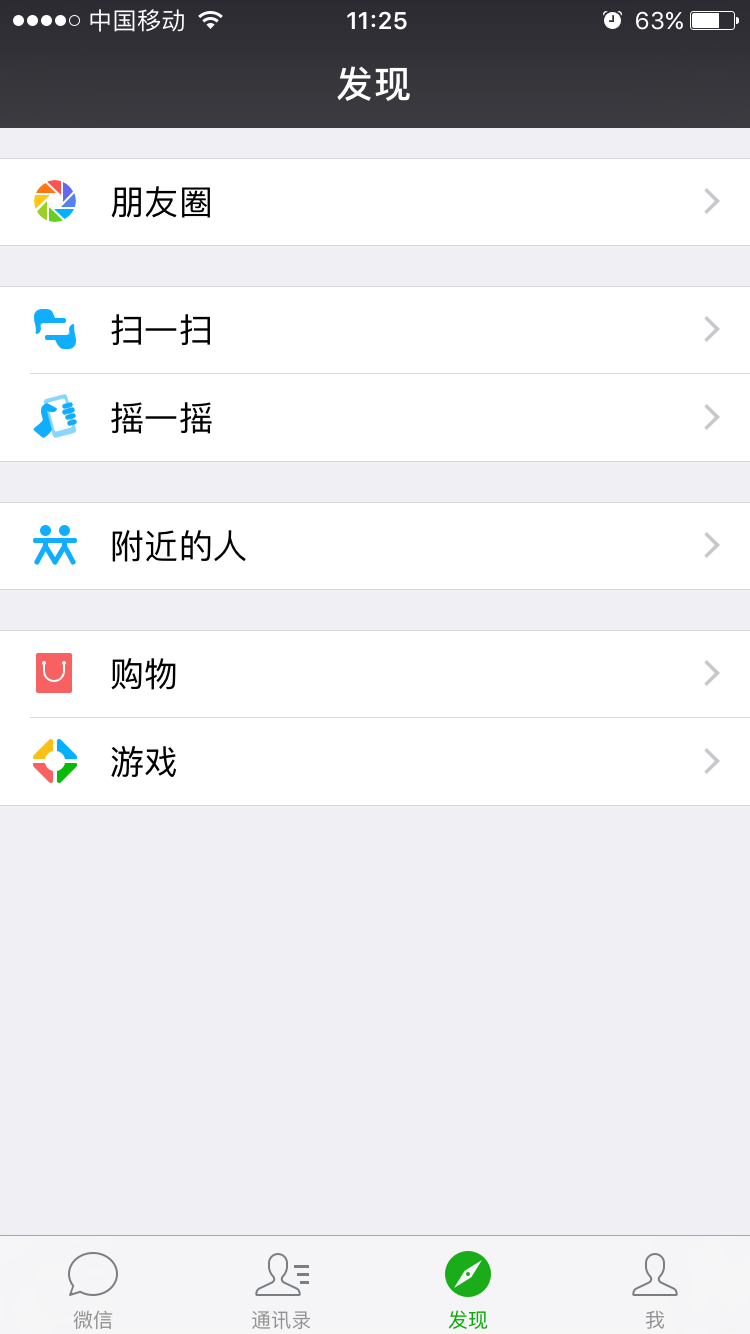 中国移动 11:25 63%
发现
朋友圈
扫一扫
摇一摇
附近的人
购物
游戏
微信 通讯录 发现 我